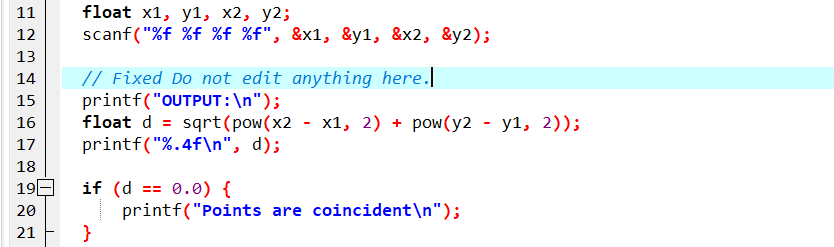 11 float x1, y1, x2, y2;
12 scanf("%f %f %f %f", &x1, &y1, &x2, &y2);
13
14 // Fixed Do not edit anything here.
15 printf("OUTPUT:\n");
16 float d = sqrt(pow(x2 - x1, 2) + pow(y2 - y1, 2));
17 printf("%.4f\n", d);
18
19 if (d == 0.0) {
20 printf("Points are coincident\n");
21 }